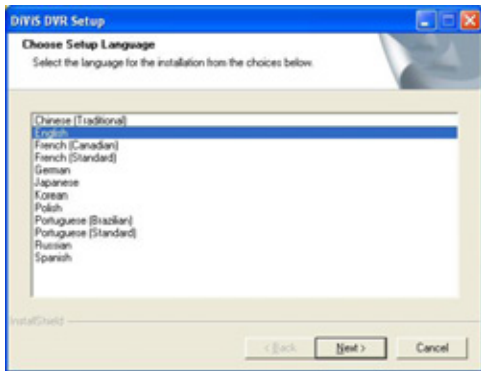 DiViS DVR Setup
Choose Setup Language
Select the language for the installation from the choices below.
Chinese (Traditional)
English
French (Canadian)
French (Standard)
German
Japanese
Korean
Polish
Portuguese (Brazilian)
Portuguese (Standard)
Russian
Spanish
InstallShield
< Back
Next >
Cancel